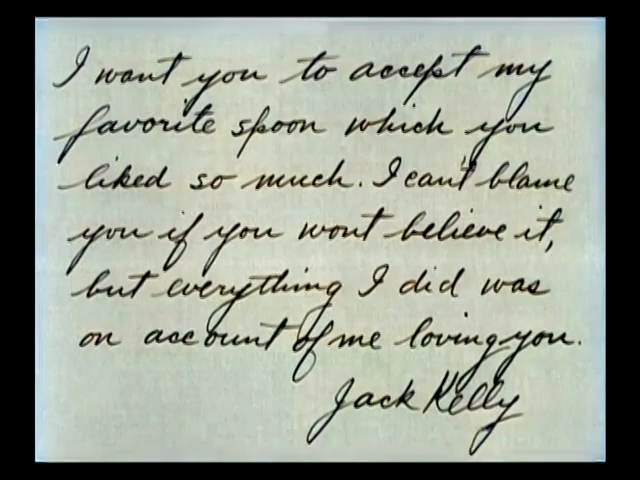 I want you to accept my
favorite spoon which you
liked so much. I can't blame
you if you wont believe it,
but everything I did was
on account of me loving you.
Jack Kelly